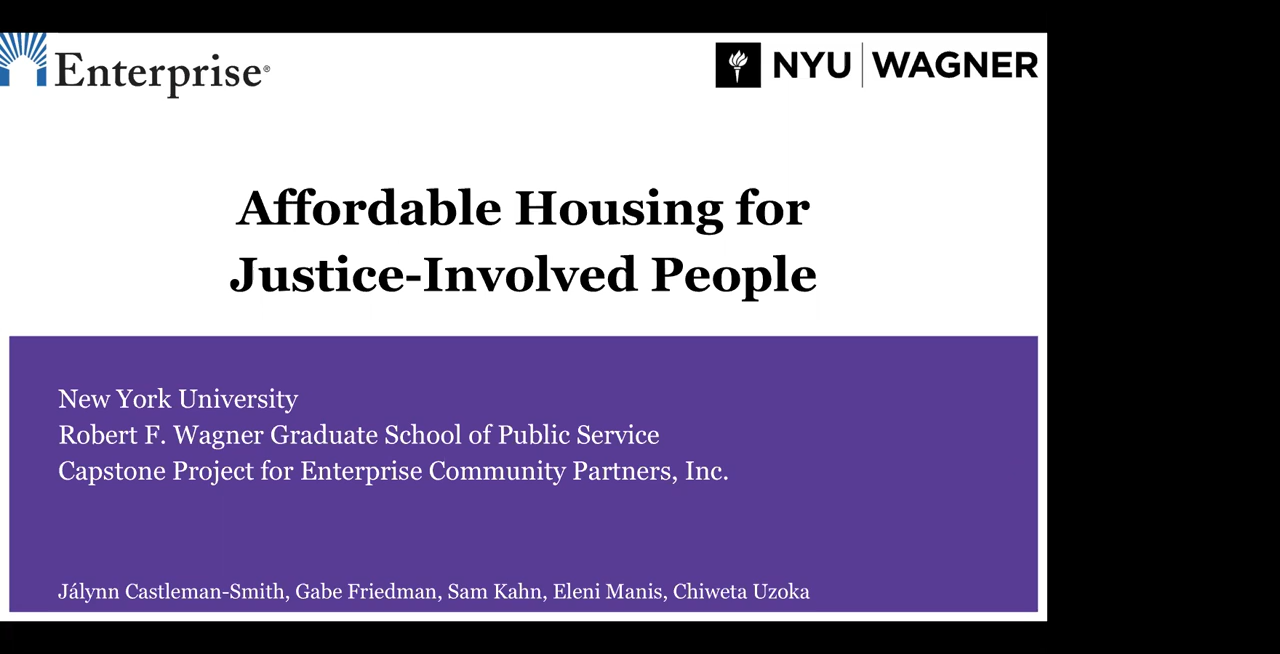 Enterprise®
NYU | WAGNER
Affordable Housing for
Justice-Involved People
New York University
Robert F. Wagner Graduate School of Public Service
Capstone Project for Enterprise Community Partners, Inc.
Jálynn Castleman-Smith, Gabe Friedman, Sam Kahn, Eleni Manis, Chiweta Uzoka